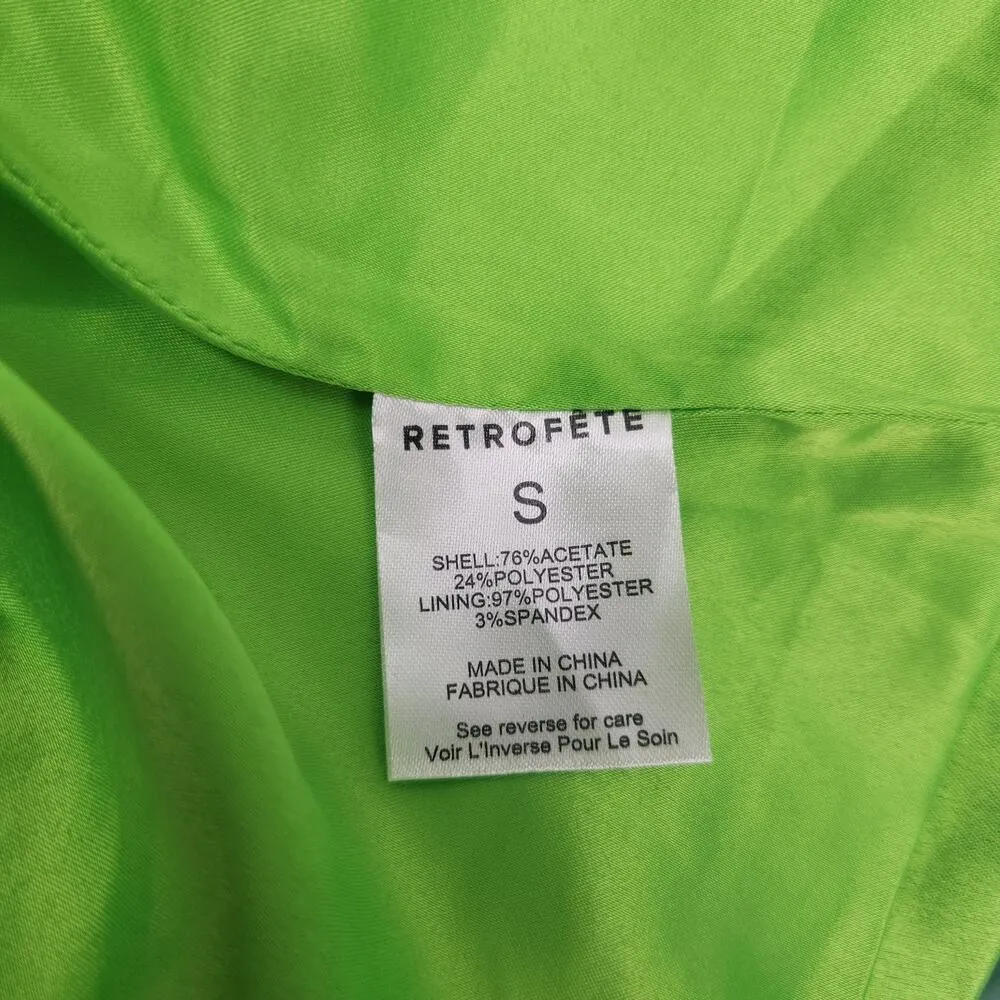 RETROFÊTE
S
SHELL:76%ACETATE
24%POLYESTER
LINING:97%POLYESTER
3%SPANDEX
MADE IN CHINA
FABRIQUE IN CHINA
See reverse for care
Voir L'Inverse Pour Le Soin